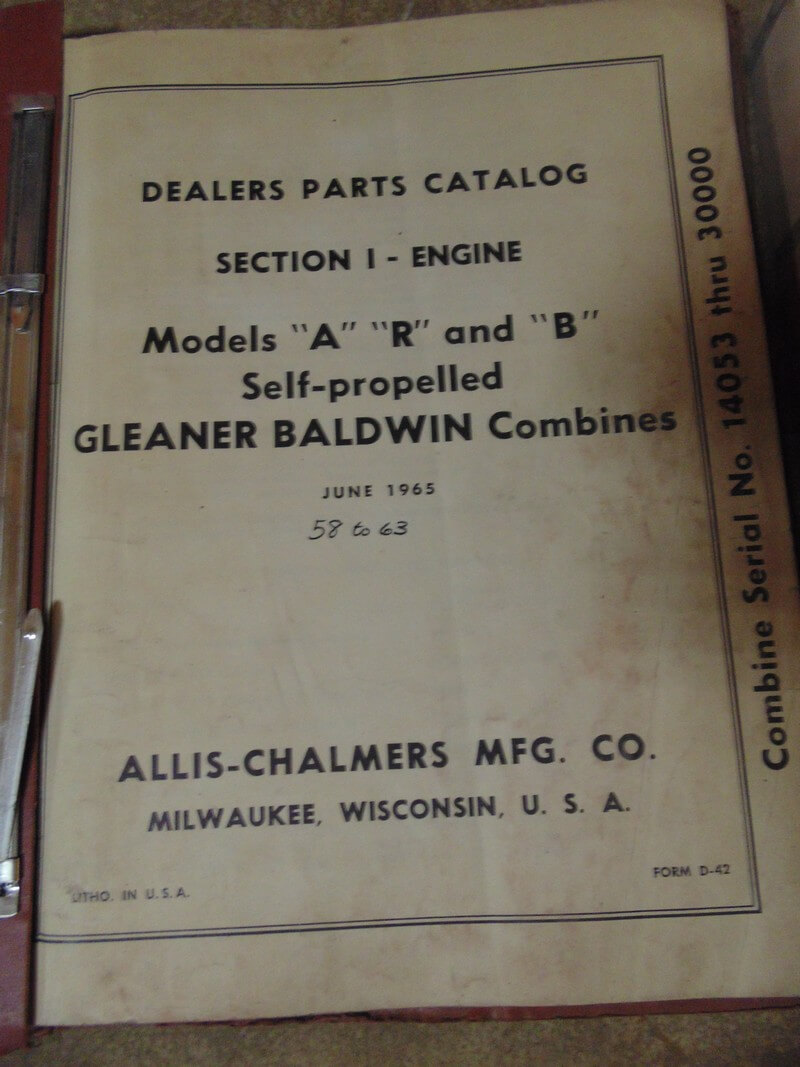 DEALERS PARTS CATALOG
SECTION I - ENGINE
Models "A" "R" and "B"
Self-propelled
GLEANER BALDWIN Combines
JUNE 1965
58 to 63
ALLIS-CHALMERS MFG. CO.
MILWAUKEE, WISCONSIN, U. S. A.
LITHO. IN U.S.A.
FORM D-42
Combine Serial No. 14053 thru 30000